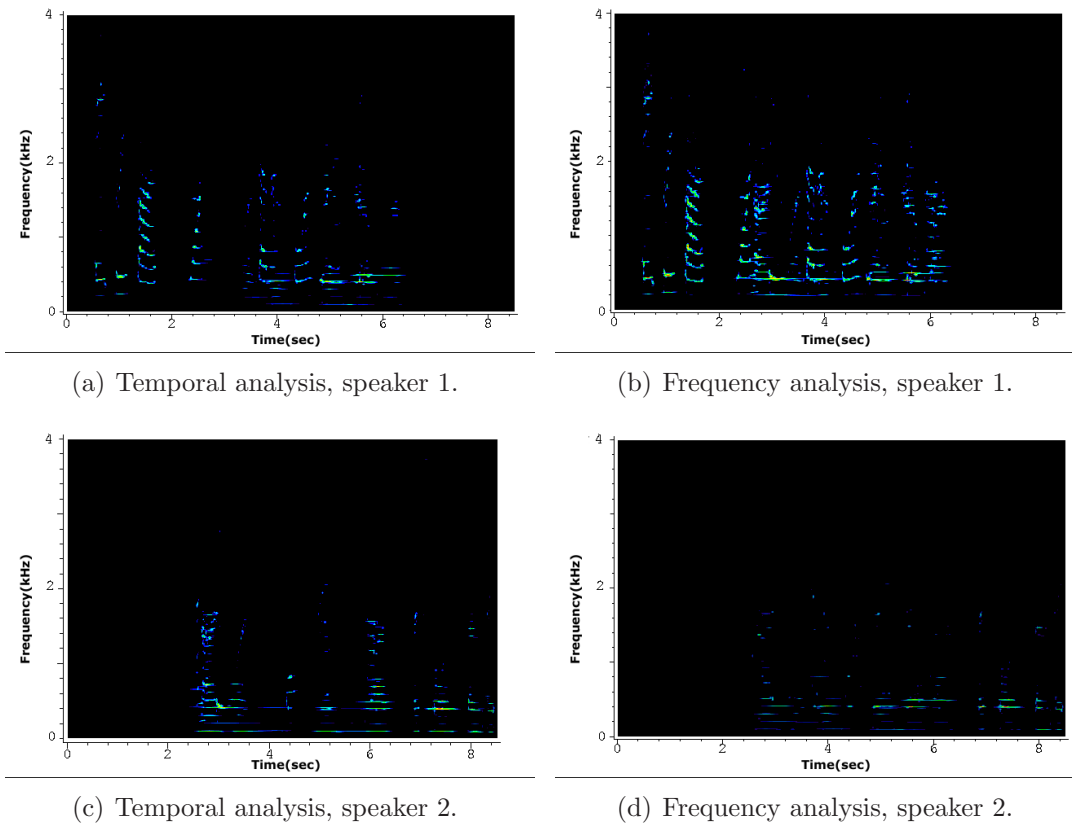 4
2
0
Frequency(kHz)
0 2 4 6 8
Time(sec)
(a) Temporal analysis, speaker 1.
4
2
0
Frequency(kHz)
0 2 4 6 8
Time(sec)
(b) Frequency analysis, speaker 1.
4
2
0
Frequency(kHz)
0 2 4 6 8
Time(sec)
(c) Temporal analysis, speaker 2.
4
2
0
Frequency(kHz)
0 2 4 6 8
Time(sec)
(d) Frequency analysis, speaker 2.